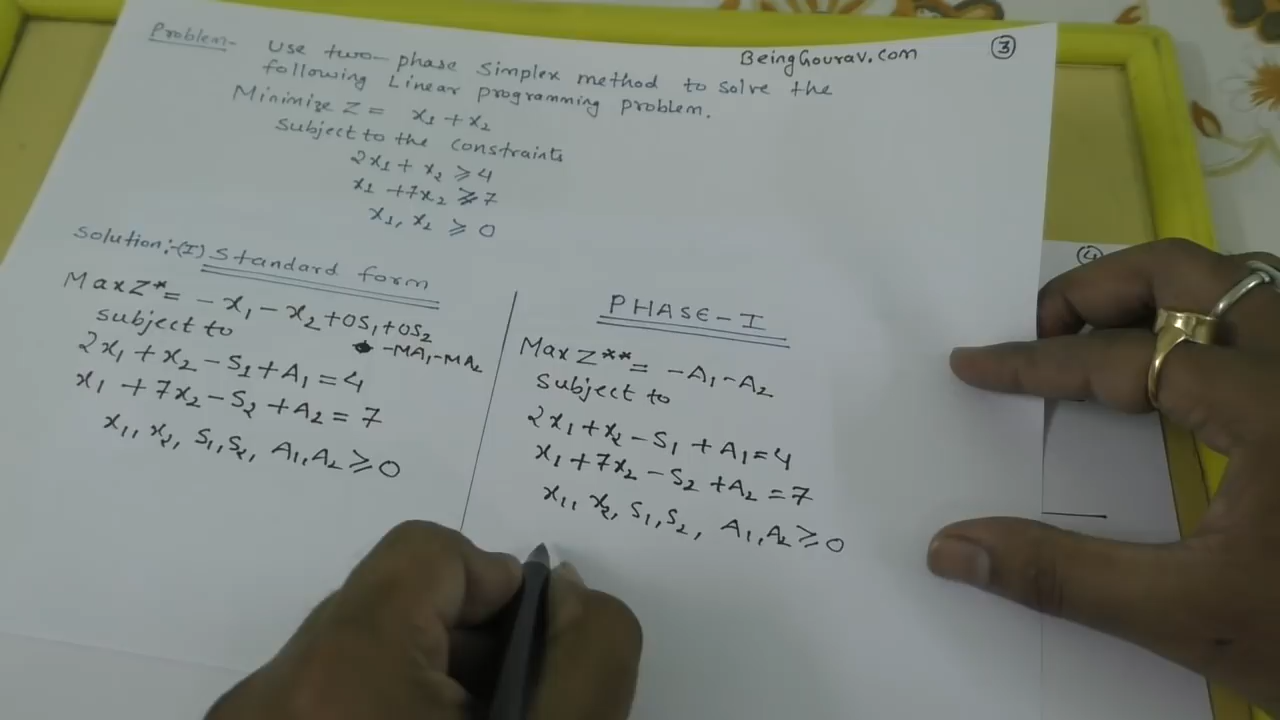 BeingGourav.com
3
Problem- Use two-phase simplex method to solve the
following Linear programming problem.
Minimize Z = x1 + x2
subject to the constraints
2x1 + x2 ≥ 4
x1 + 7x2 ≥ 7
x1, x2 ≥ 0
Solution:-(I) Standard form
Max Z* = -x1 - x2 + 0S1 + 0S2
-MA1-MA2
subject to
2x1 + x2 - S1 + A1 = 4
x1 + 7x2 - S2 + A2 = 7
x1, x2, S1, S2, A1, A2 ≥ 0
PHASE-I
Max Z** = -A1 - A2
subject to
2x1 + x2 - S1 + A1 = 4
x1 + 7x2 - S2 + A2 = 7
x1, x2, S1, S2, A1, A2 ≥ 0
4